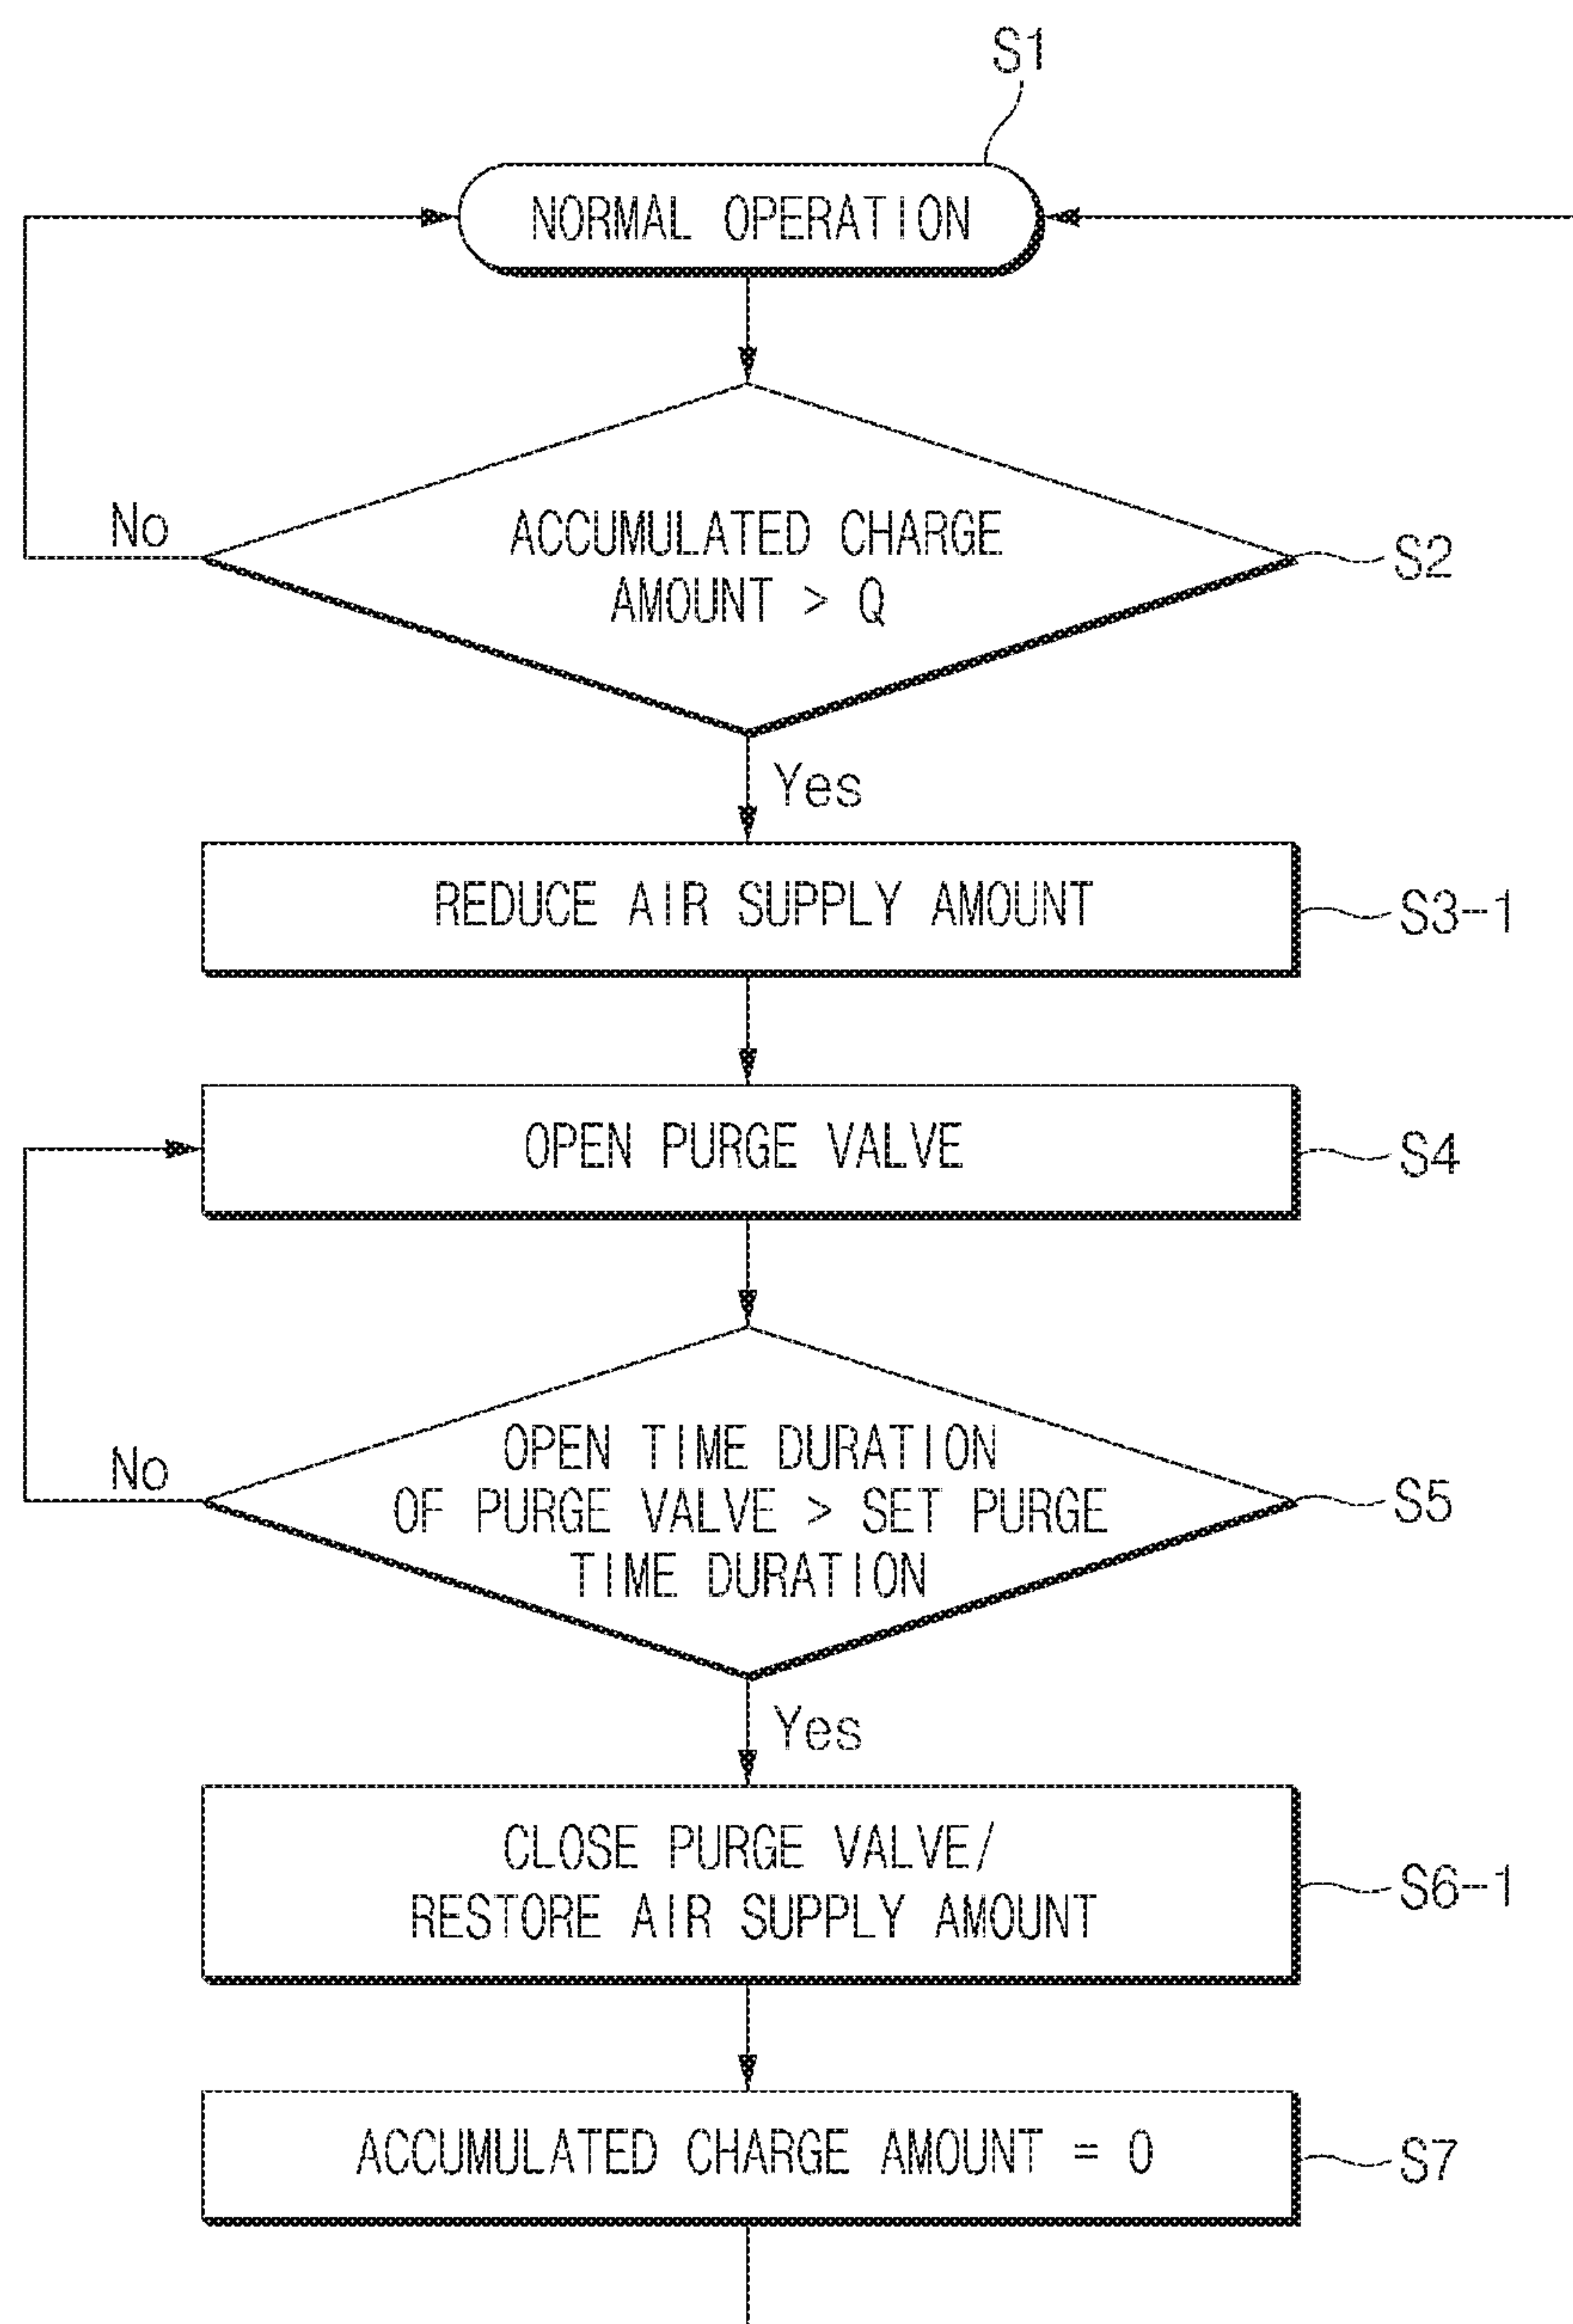 S1
NORMAL OPERATION
No
ACCUMULATED CHARGE
AMOUNT > Q
S2
Yes
REDUCE AIR SUPPLY AMOUNT
S3-1
OPEN PURGE VALVE
S4
No
OPEN TIME DURATION
OF PURGE VALVE > SET PURGE
TIME DURATION
S5
Yes
CLOSE PURGE VALVE/
RESTORE AIR SUPPLY AMOUNT
S6-1
ACCUMULATED CHARGE AMOUNT = 0
S7